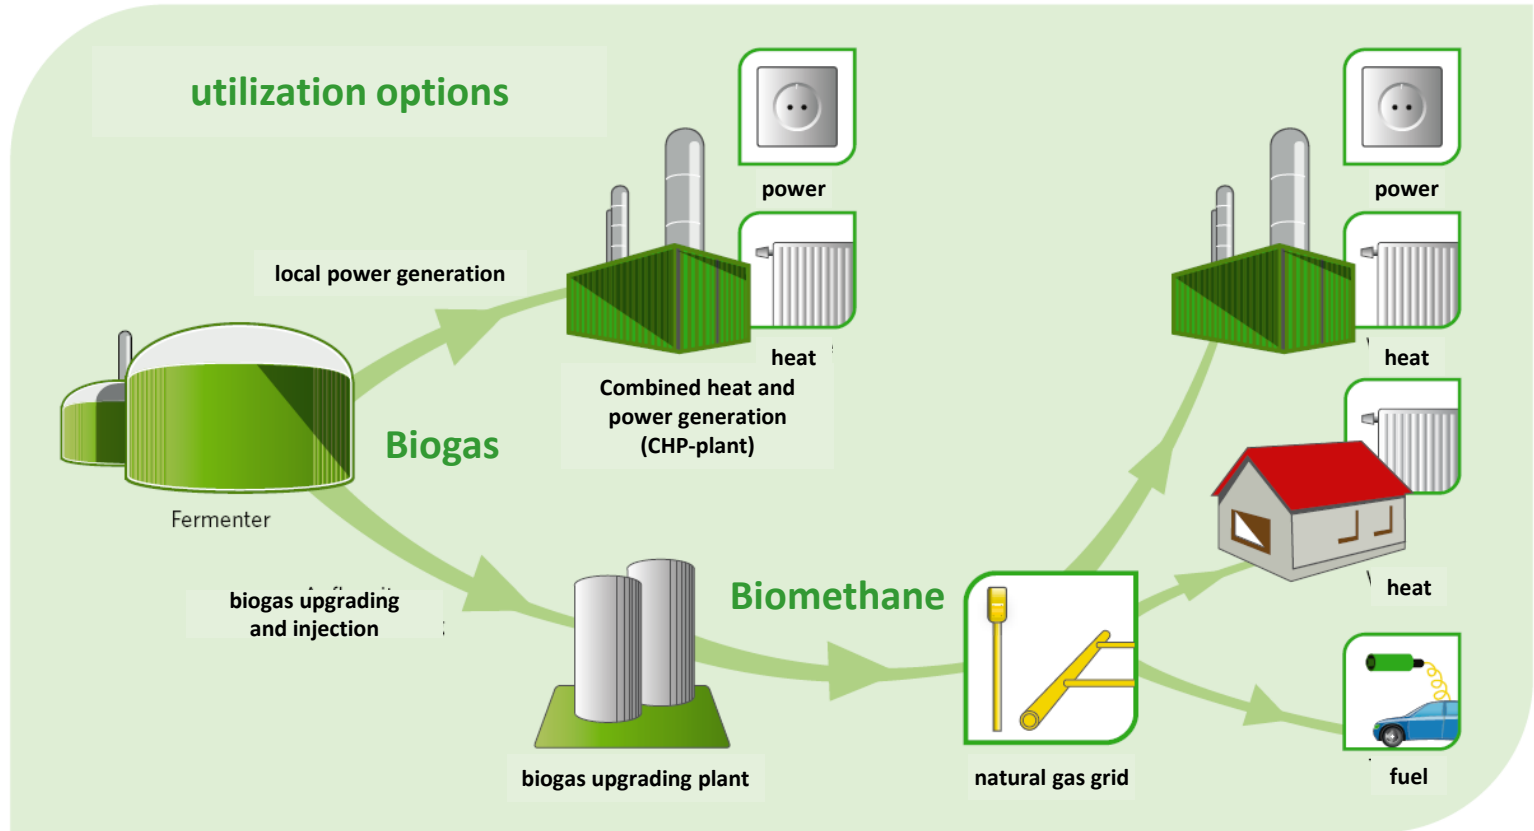 utilization options
power
power
local power generation
heat
heat
Combined heat and
power generation
(CHP-plant)
Biogas
Fermenter
biogas upgrading
and injection
Biomethane
heat
biogas upgrading plant
natural gas grid
fuel